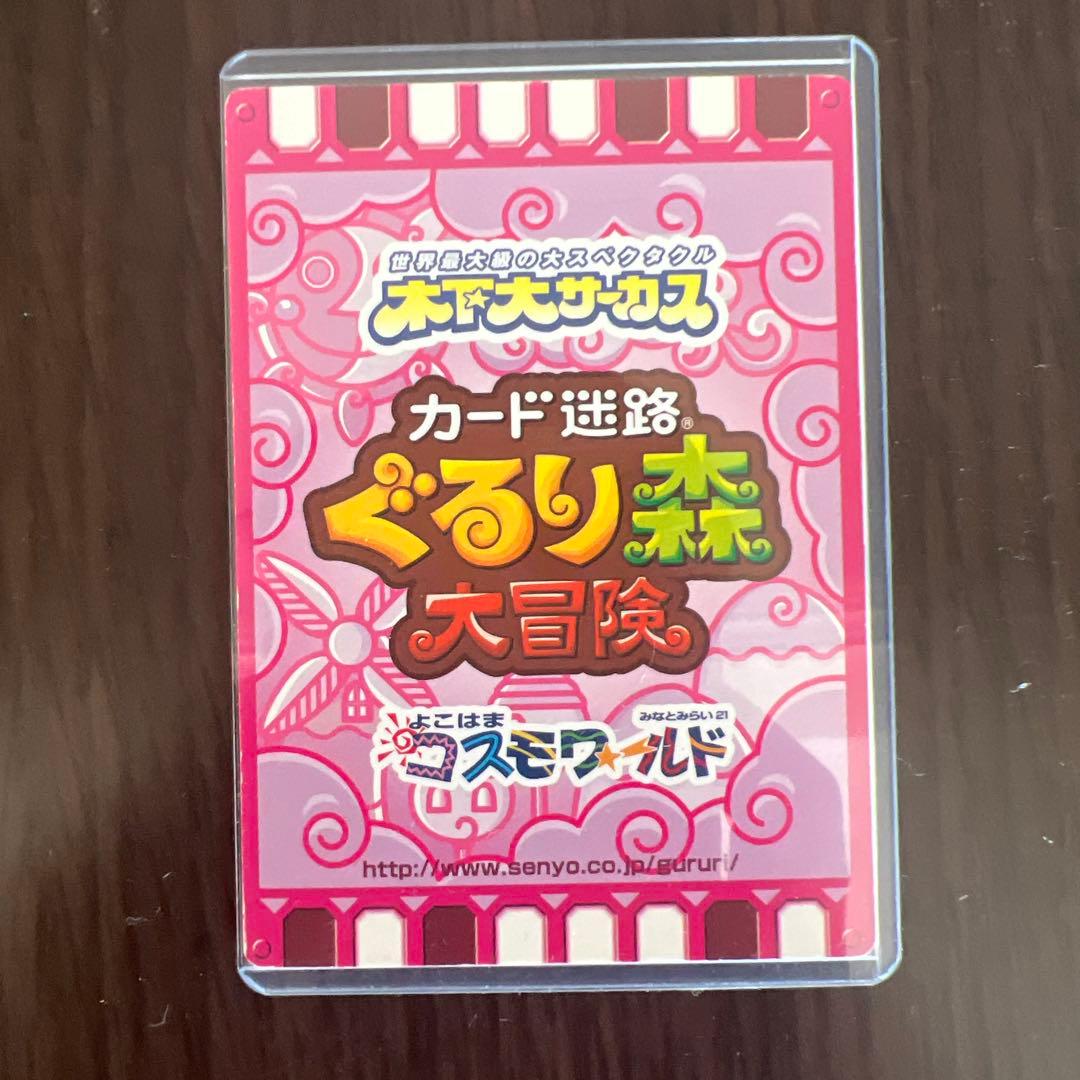 世界最大級の大スペクタクル
木下大サーカス
カード迷路®
ぐるり森
大冒険
よこはま みなとみらい21
コスモワールド
http://www.senyo.co.jp/gururi/